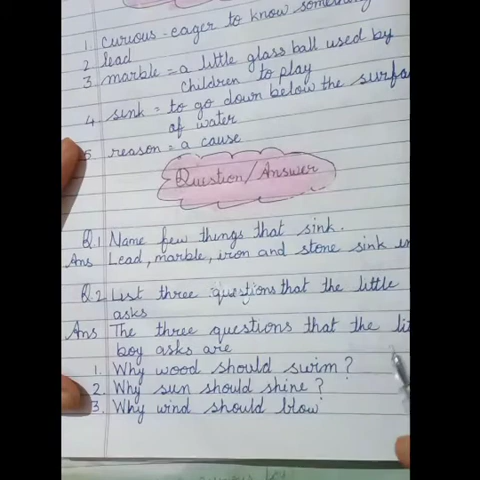 1. curious - eager to know something
2 lead
3 marble = a little glass ball used by
children to play
4 sink = to go down below the surfa
of water
5 reason = a cause
Question/Answer
Q.1 Name few things that sink.
Ans Lead, marble, iron and stone sink in
Q.2 List three questions that the little
asks
Ans The three questions that the lit
boy asks are
1. Why wood should swim?
2. Why sun should shine?
3. Why wind should blow